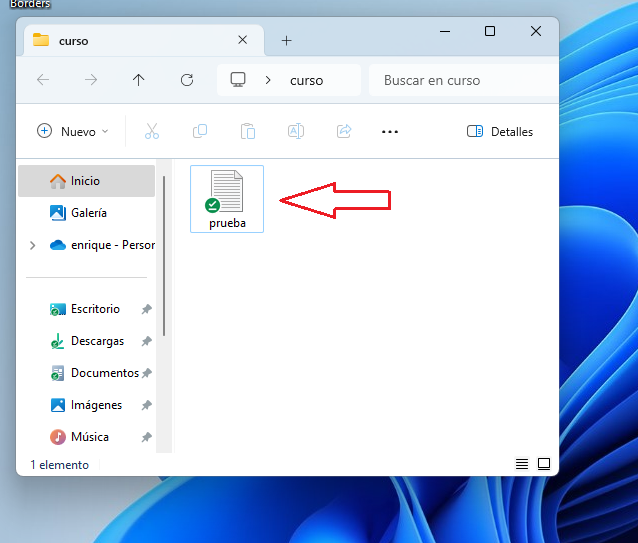 Borders
curso
curso
Buscar en curso
Nuevo
Detalles
Inicio
Galería
enrique - Person
Escritorio
Descargas
Documentos
Imágenes
Música
prueba
1 elemento